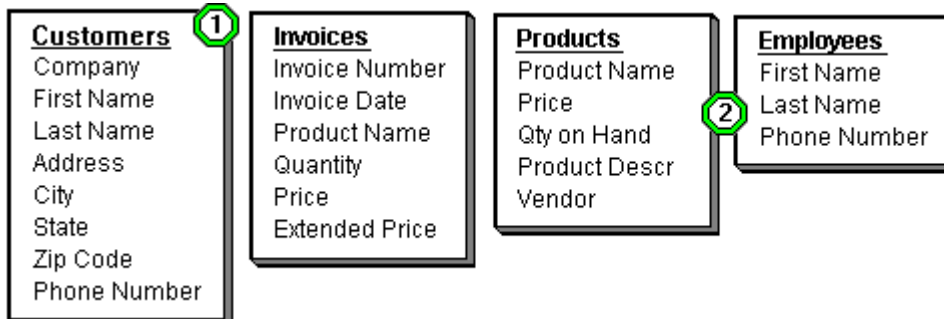 Customers
Company
First Name
Last Name
Address
City
State
Zip Code
Phone Number
1
Invoices
Invoice Number
Invoice Date
Product Name
Quantity
Price
Extended Price
Products
Product Name
Price
Qty on Hand
Product Descr
Vendor
2
Employees
First Name
Last Name
Phone Number